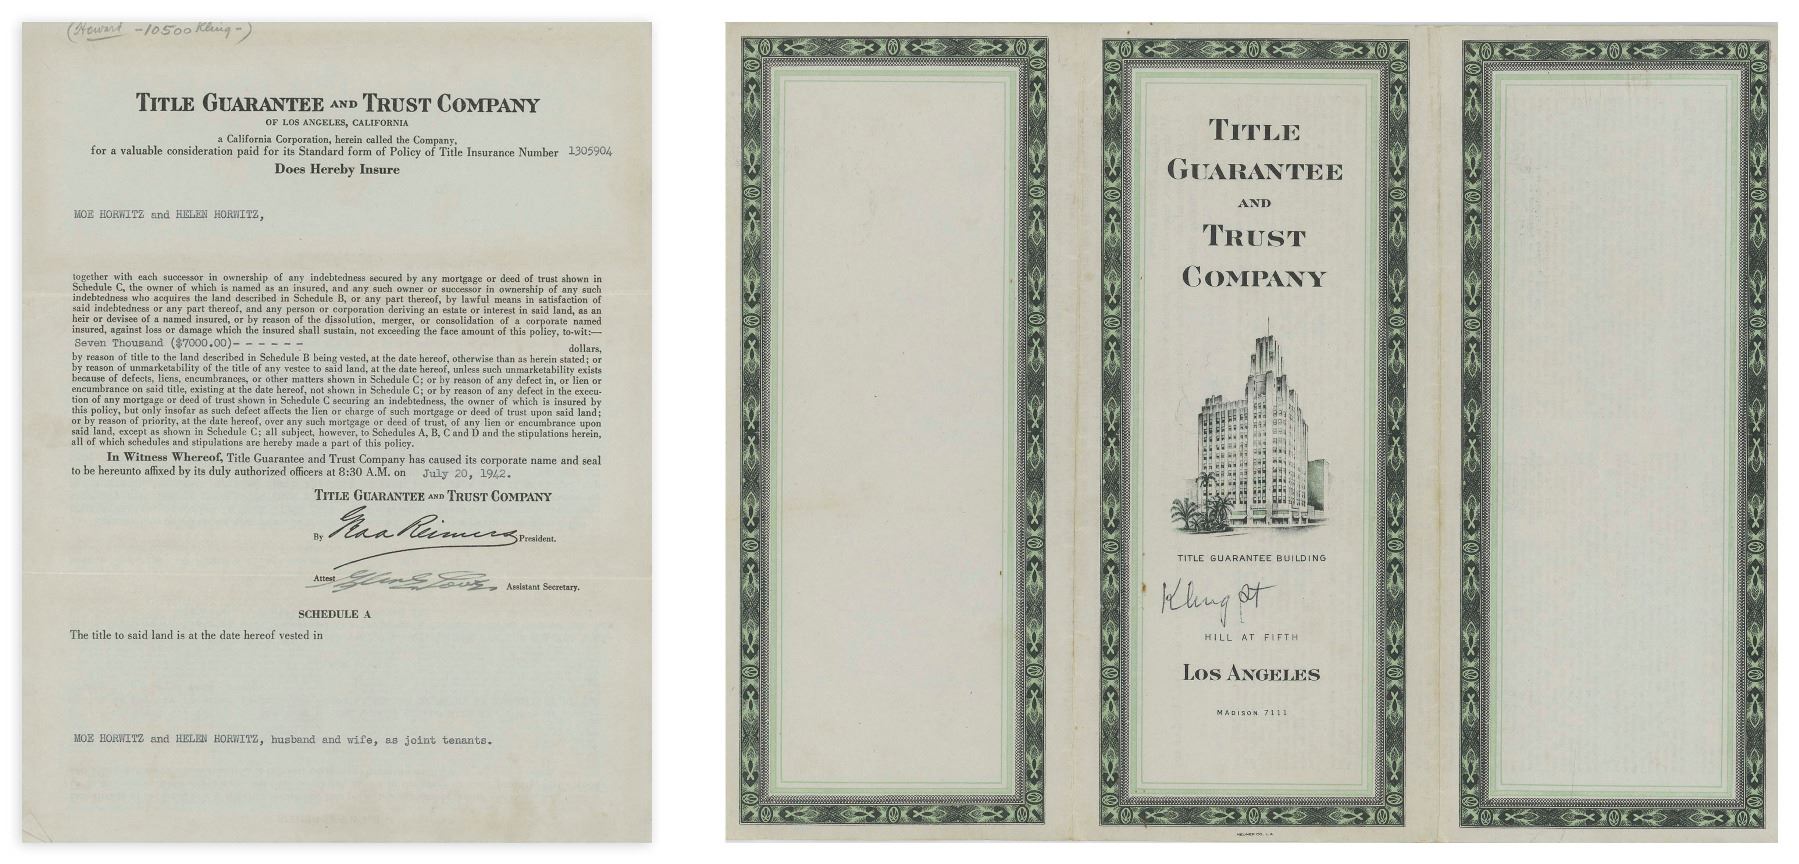 (Howard -10500 Kling-)
TITLE GUARANTEE AND TRUST COMPANY
OF LOS ANGELES, CALIFORNIA
a California Corporation, herein called the Company,
for a valuable consideration paid for its Standard form of Policy of Title Insurance Number 1305904
Does Hereby Insure
MOE HORWITZ and HELEN HORWITZ,
together with each successor in ownership of any indebtedness secured by any mortgage or deed of trust shown in
Schedule C, the owner of which is named as an insured, and any such owner or successor in ownership of any such
indebtedness who acquires the land described in Schedule B, or any part thereof, by lawful means in satisfaction of
said indebtedness or any part thereof, and any person or corporation deriving an estate or interest in said land, as an
heir or devisee of a named insured, or by reason of the dissolution, merger, or consolidation of a corporate named
insured, against loss or damage which the insured shall sustain, not exceeding the face amount of this policy, to-wit:—
Seven Thousand ($7000.00)- - - - - -
dollars,
by reason of title to the land described in Schedule B being vested, at the date hereof, otherwise than as herein stated; or
by reason of unmarketability of the title of any vestee to said land, at the date hereof, unless such unmarketability exists
because of defects, liens, encumbrances, or other matters shown in Schedule C; or by reason of any defect in, or lien or
encumbrance on said title, existing at the date hereof, not shown in Schedule C; or by reason of any defect in the execu-
tion of any mortgage or deed of trust shown in Schedule C securing an indebtedness, the owner of which is insured by
this policy, but only insofar as such defect affects the lien or charge of such mortgage or deed of trust upon said land;
or by reason of priority, at the date hereof, over any such mortgage or deed of trust, of any lien or encumbrance upon
said land, except as shown in Schedule C; all subject, however, to Schedules A, B, C and D and the stipulations herein,
all of which schedules and stipulations are hereby made a part of this policy.
In Witness Whereof, Title Guarantee and Trust Company has caused its corporate name and seal
to be hereunto affixed by its duly authorized officers at 8:30 A.M. on July 20, 1942.
TITLE GUARANTEE AND TRUST COMPANY
By President.
Attest Assistant Secretary.
SCHEDULE A
The title to said land is at the date hereof vested in
MOE HORWITZ and HELEN HORWITZ, husband and wife, as joint tenants.
TITLE
GUARANTEE
AND
TRUST
COMPANY
TITLE GUARANTEE BUILDING
Kling St
HILL AT FIFTH
LOS ANGELES
MADISON 7111
NEUNER CO. L.A.